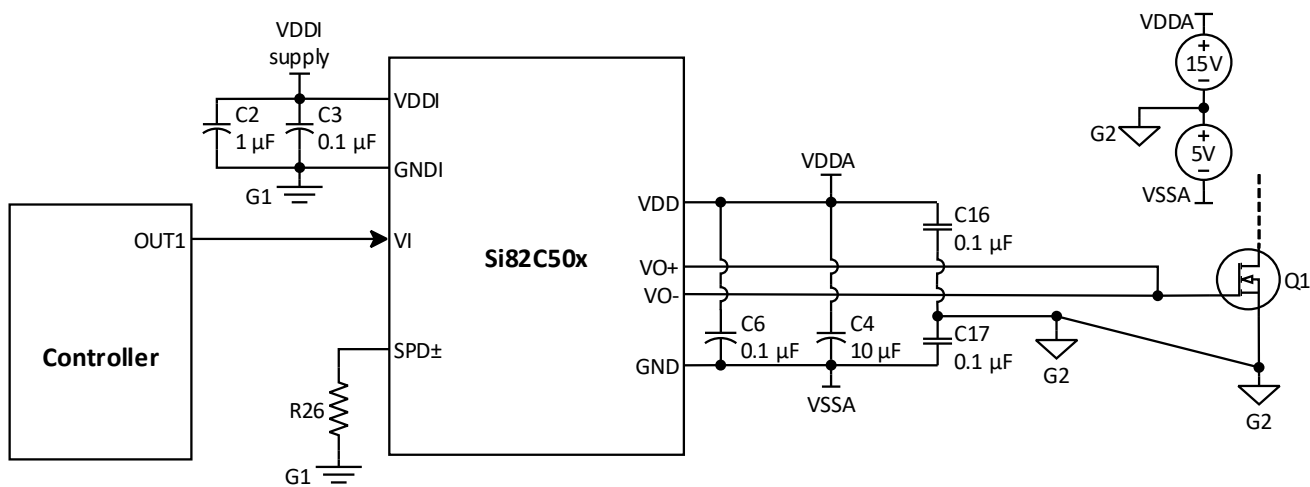 VDDI
supply
VDDI
C2
1 µF
C3
0.1 µF
GNDI
G1
Controller
OUT1
VI
Si82C50x
SPD±
R26
G1
VDD
VO+
VO-
GND
VDDA
C6
0.1 µF
C4
10 µF
VSSA
C16
0.1 µF
C17
0.1 µF
G2
VDDA
+
15V
−
G2
+
5V
−
VSSA
Q1
G2